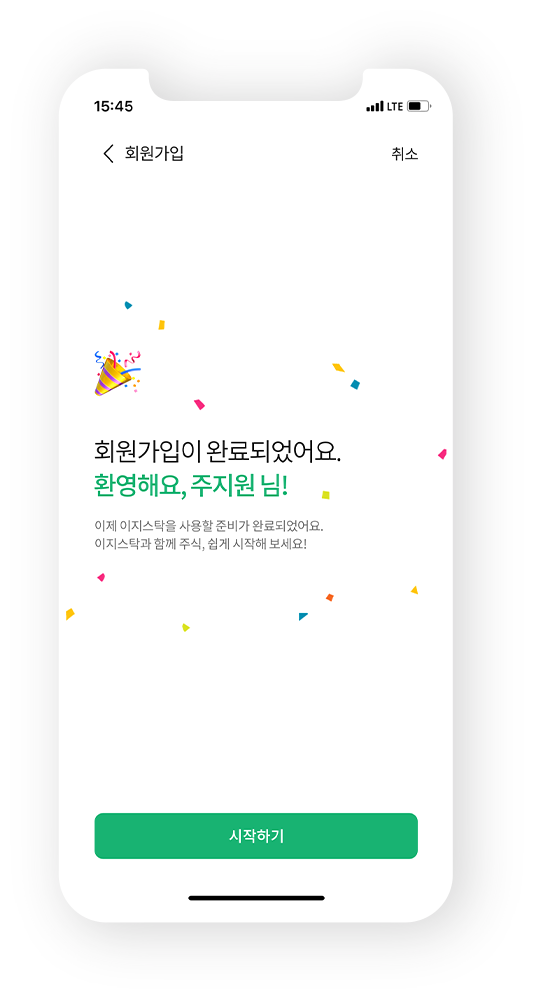 15:45 LTE
회원가입 취소
회원가입이 완료되었어요.
환영해요, 주지원 님!
이제 이지스탁을 사용할 준비가 완료되었어요.
이지스탁과 함께 주식, 쉽게 시작해 보세요!
시작하기